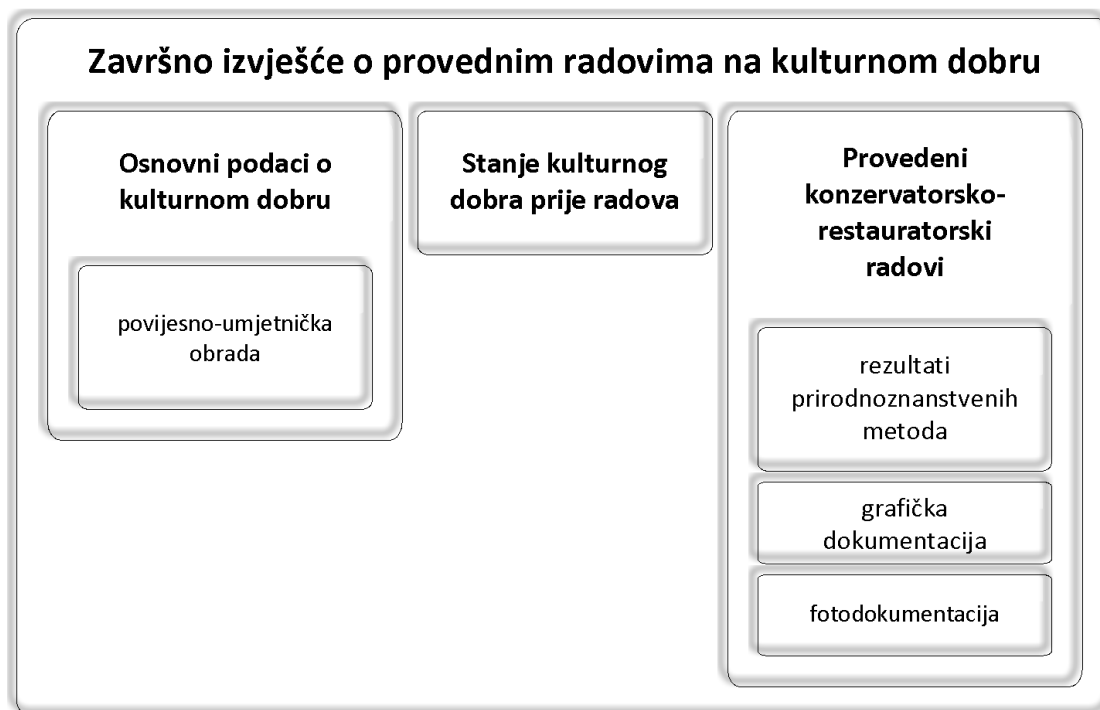 Završno izvješće o provednim radovima na kulturnom dobru
Osnovni podaci o
kulturnom dobru
povijesno-umjetnička
obrada
Stanje kulturnog
dobra prije radova
Provedeni
konzervatorsko-
restauratorski
radovi
rezultati
prirodnoznanstvenih
metoda
grafička
dokumentacija
fotodokumentacija